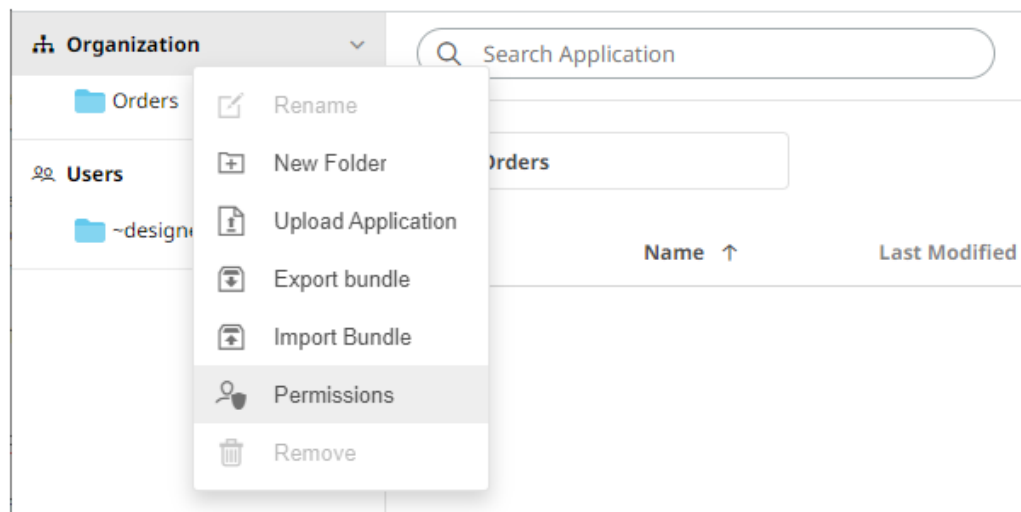 Organization
Search Application
Orders
Rename
New Folder
Orders
Users
Upload Application
Name ↑ Last Modified
Export bundle
Import Bundle
Permissions
Remove